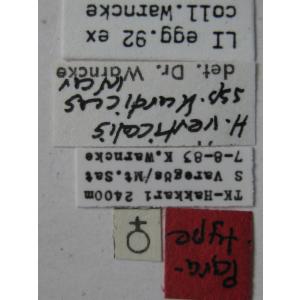 Para-
type
♀
TK-Hakkari 2400m
S Varegös/Mt.Sat
7-8-83 K.Warncke
H. verticalis
ssp. kurdicus
War
det. Dr. Warncke
LI egg.92 ex
coll.Warncke